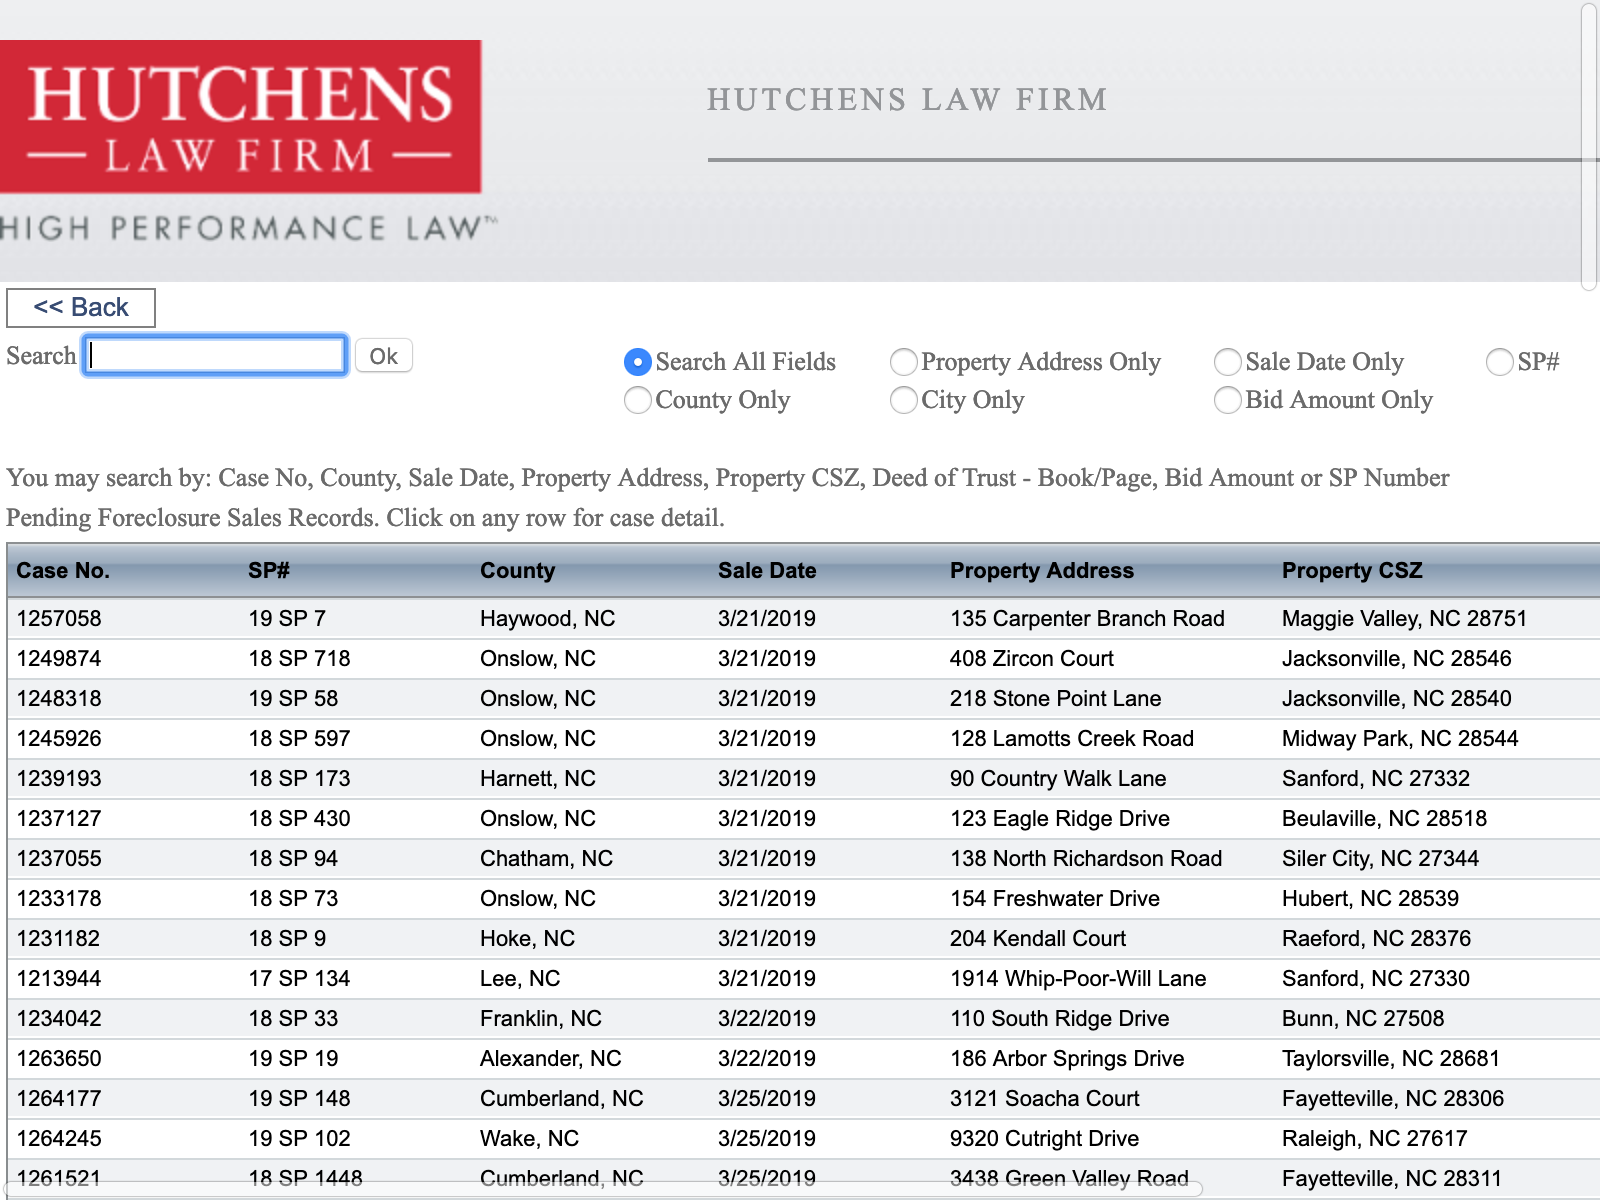 HUTCHENS
LAW FIRM
HIGH PERFORMANCE LAW™
HUTCHENS LAW FIRM
<< Back
Search Ok
Search All Fields Property Address Only Sale Date Only SP#
County Only City Only Bid Amount Only
You may search by: Case No, County, Sale Date, Property Address, Property CSZ, Deed of Trust - Book/Page, Bid Amount or SP Number
Pending Foreclosure Sales Records. Click on any row for case detail.
Case No. SP# County Sale Date Property Address Property CSZ
1257058 19 SP 7 Haywood, NC 3/21/2019 135 Carpenter Branch Road Maggie Valley, NC 28751
1249874 18 SP 718 Onslow, NC 3/21/2019 408 Zircon Court Jacksonville, NC 28546
1248318 19 SP 58 Onslow, NC 3/21/2019 218 Stone Point Lane Jacksonville, NC 28540
1245926 18 SP 597 Onslow, NC 3/21/2019 128 Lamotts Creek Road Midway Park, NC 28544
1239193 18 SP 173 Harnett, NC 3/21/2019 90 Country Walk Lane Sanford, NC 27332
1237127 18 SP 430 Onslow, NC 3/21/2019 123 Eagle Ridge Drive Beulaville, NC 28518
1237055 18 SP 94 Chatham, NC 3/21/2019 138 North Richardson Road Siler City, NC 27344
1233178 18 SP 73 Onslow, NC 3/21/2019 154 Freshwater Drive Hubert, NC 28539
1231182 18 SP 9 Hoke, NC 3/21/2019 204 Kendall Court Raeford, NC 28376
1213944 17 SP 134 Lee, NC 3/21/2019 1914 Whip-Poor-Will Lane Sanford, NC 27330
1234042 18 SP 33 Franklin, NC 3/22/2019 110 South Ridge Drive Bunn, NC 27508
1263650 19 SP 19 Alexander, NC 3/22/2019 186 Arbor Springs Drive Taylorsville, NC 28681
1264177 19 SP 148 Cumberland, NC 3/25/2019 3121 Soacha Court Fayetteville, NC 28306
1264245 19 SP 102 Wake, NC 3/25/2019 9320 Cutright Drive Raleigh, NC 27617
1261521 18 SP 1448 Cumberland, NC 3/25/2019 3438 Green Valley Road Fayetteville, NC 28311